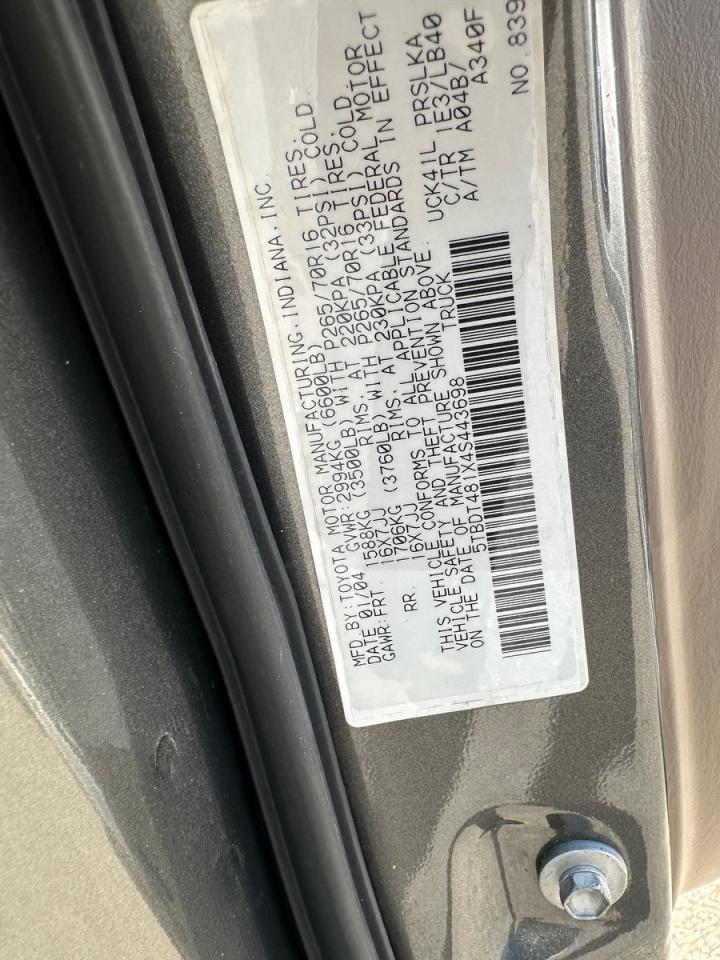 MFD BY: TOYOTA MOTOR MANUFACTURING, INDIANA, INC.
DATE 01/04 GVWR: 2994KG (6600LB)
GAWR: FRT. 1588KG (3500LB) WITH P265/70R16 TIRES,
16X7JJ RIMS, AT 220KPA (32PSI) COLD
RR. 1706KG (3760LB) WITH P265/70R16 TIRES,
16X7JJ RIMS, AT 230KPA (33PSI) COLD
THIS VEHICLE CONFORMS TO ALL APPLICABLE FEDERAL MOTOR
VEHICLE SAFETY AND THEFT PREVENTION STANDARDS IN EFFECT
ON THE DATE OF MANUFACTURE SHOWN ABOVE.
5TBDT481X4S443698 TRUCK
UCK41L PRSLKA
C/TR 1E3/LB40
A/TM A04B/
A340F
NO. 839